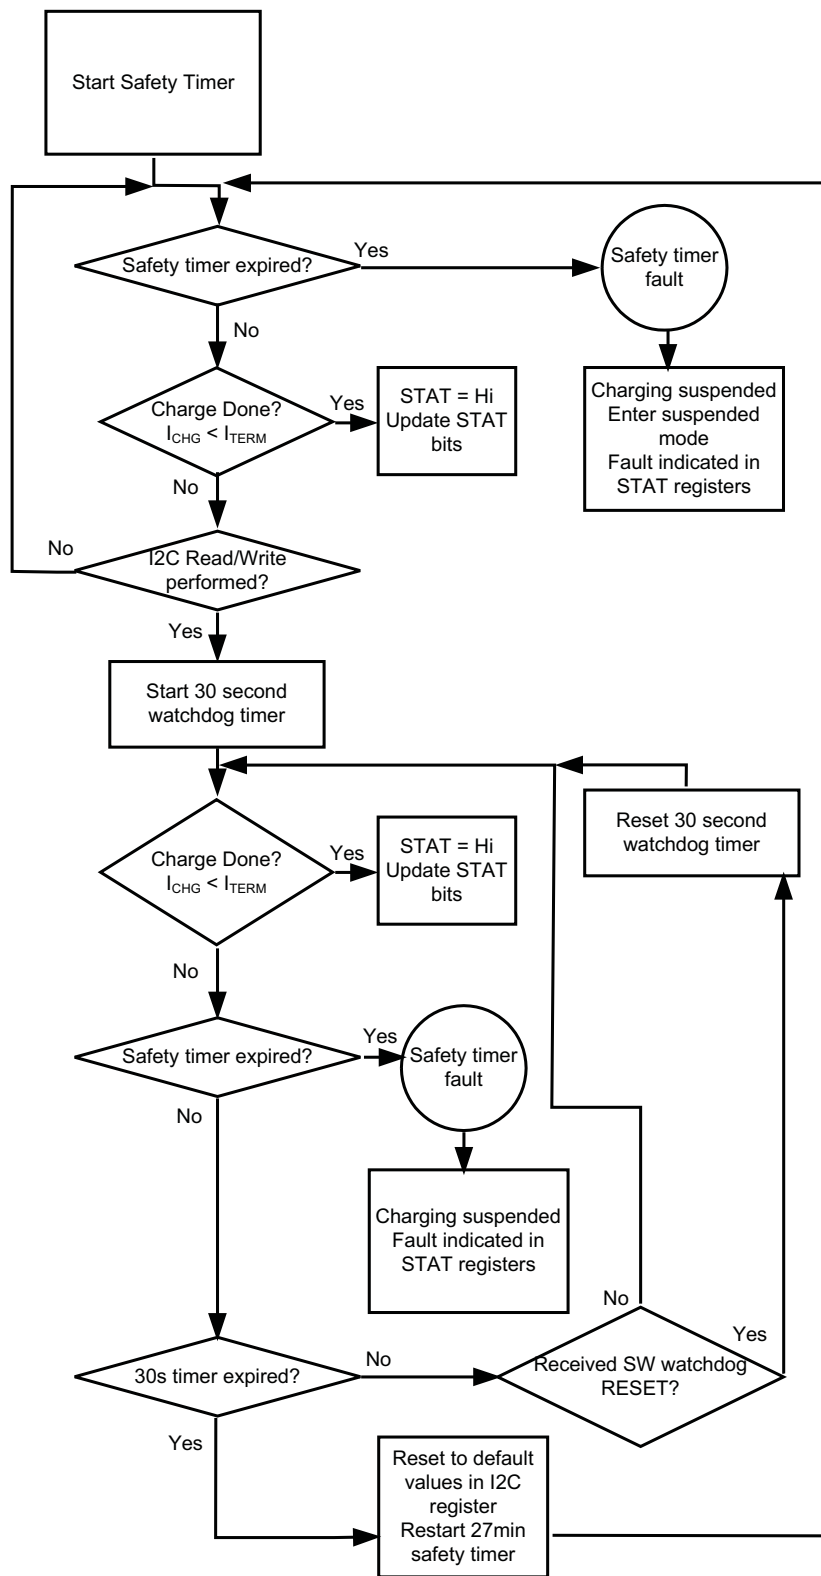 Start Safety Timer
Safety timer expired?
Yes
Safety timer
fault
No
Charging suspended
Enter suspended
mode
Fault indicated in
STAT registers
Charge Done?
I_CHG < I_TERM
Yes
STAT = Hi
Update STAT
bits
No
No
I2C Read/Write
performed?
Yes
Start 30 second
watchdog timer
Reset 30 second
watchdog timer
Charge Done?
I_CHG < I_TERM
Yes
STAT = Hi
Update STAT
bits
No
Safety timer expired?
Yes
Safety timer
fault
No
Charging suspended
Fault indicated in
STAT registers
30s timer expired?
No
Received SW watchdog
RESET?
No
Yes
Yes
Reset to default
values in I2C
register
Restart 27min
safety timer